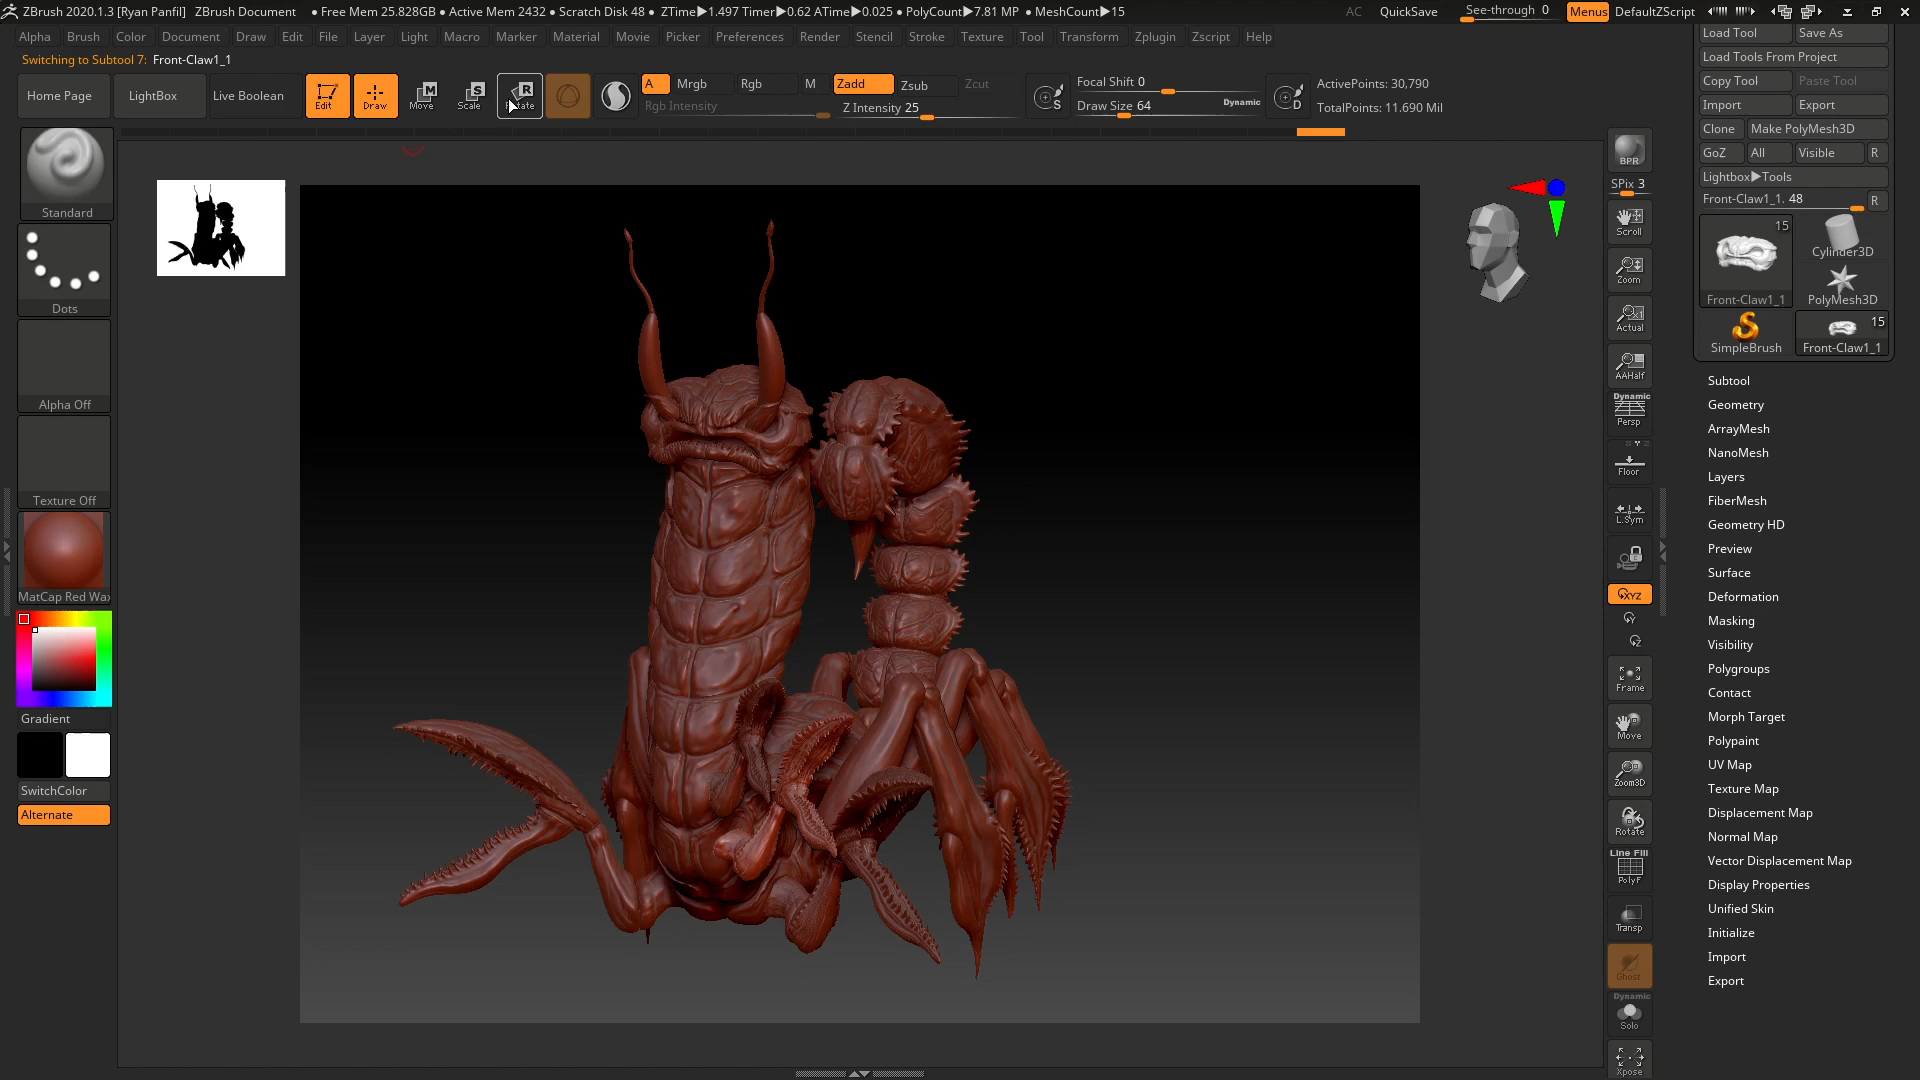 ZBrush 2020.1.3 [Ryan Panfil] ZBrush Document • Free Mem 25.828GB • Active Mem 2432 • Scratch Disk 48 • ZTime▶1.497 Timer▶0.62 ATime▶0.025 • PolyCount▶7.81 MP • MeshCount▶15 AC QuickSave See-through 0 Menus DefaultZScript
Alpha Brush Color Document Draw Edit File Layer Light Macro Marker Material Movie Picker Preferences Render Stencil Stroke Texture Tool Transform Zplugin Zscript Help
Switching to Subtool 7: Front-Claw1_1
Home Page LightBox Live Boolean Edit Draw Move Scale Rotate
M S R
A Mrgb Rgb M Zadd Zsub Zcut
Rgb Intensity Z Intensity 25
S Focal Shift 0
Draw Size 64 Dynamic D
ActivePoints: 30,790
TotalPoints: 11.690 Mil
Standard
Dots
Alpha Off
Texture Off
MatCap Red Wax
Gradient
SwitchColor
Alternate
BPR
SPix 3
Scroll
Zoom
Actual
AAHalf
Dynamic
Persp
Floor
L.Sym
XYZ
Y
Z
Frame
Move
Zoom3D
Rotate
Line Fill
PolyF
Transp
Ghost
Dynamic
Solo
Xpose
Load Tool Save As
Load Tools From Project
Copy Tool Paste Tool
Import Export
Clone Make PolyMesh3D
GoZ All Visible R
Lightbox▶Tools
Front-Claw1_1. 48 R
15
Cylinder3D
Front-Claw1_1 PolyMesh3D
15
SimpleBrush Front-Claw1_1
Subtool
Geometry
ArrayMesh
NanoMesh
Layers
FiberMesh
Geometry HD
Preview
Surface
Deformation
Masking
Visibility
Polygroups
Contact
Morph Target
Polypaint
UV Map
Texture Map
Displacement Map
Normal Map
Vector Displacement Map
Display Properties
Unified Skin
Initialize
Import
Export